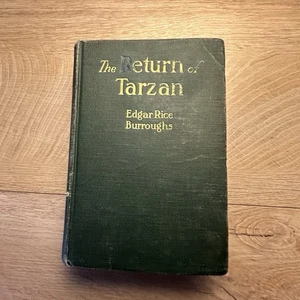 The Return of
Tarzan
Edgar Rice
Burroughs